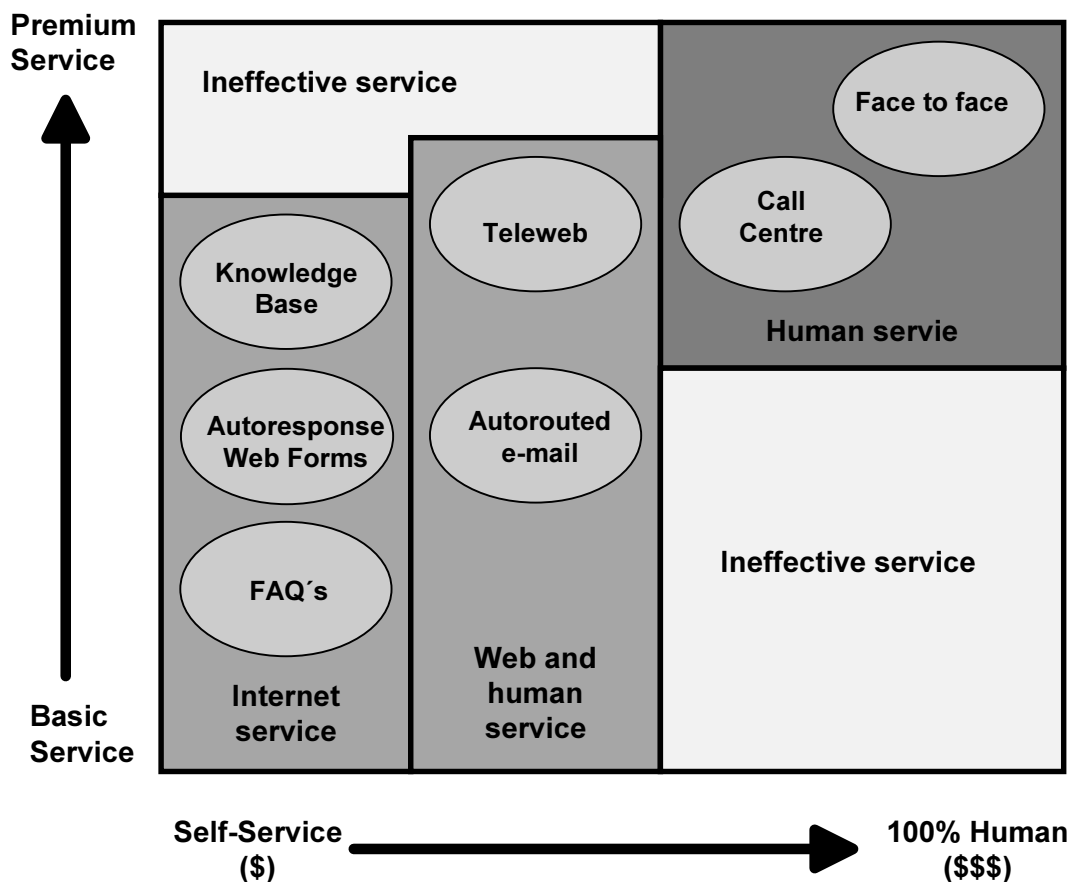 Premium
Service
Ineffective service
Face to face
Call
Centre
Teleweb
Knowledge
Base
Human servie
Autoresponse
Web Forms
Autorouted
e-mail
Ineffective service
FAQ´s
Web and
human
service
Internet
service
Basic
Service
Self-Service
($)
100% Human
($$$)